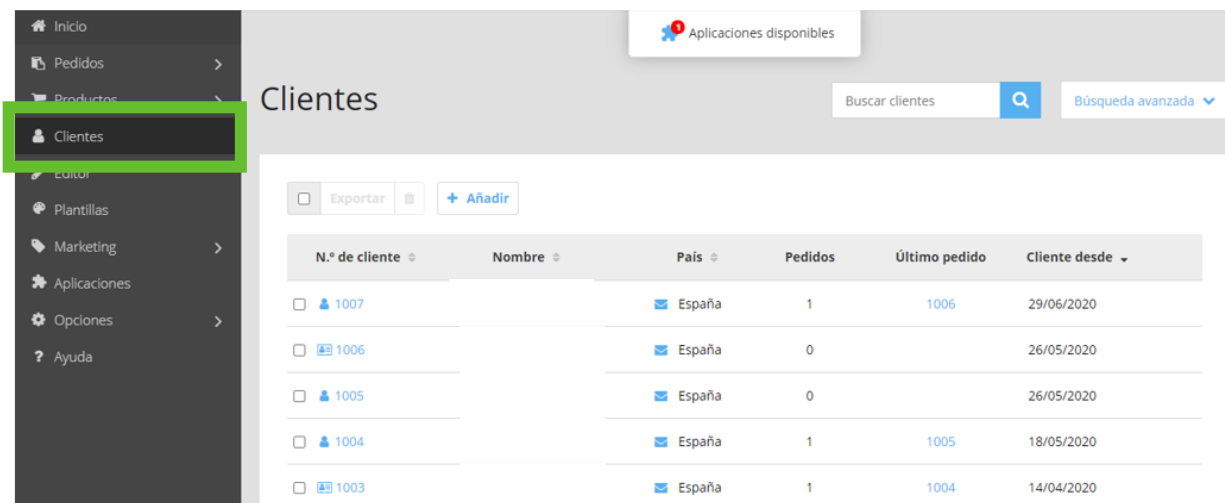 Inicio
Pedidos
Productos
Clientes
Editor
Plantillas
Marketing
Aplicaciones
Opciones
? Ayuda
1 Aplicaciones disponibles
Clientes
Buscar clientes
Búsqueda avanzada
Exportar
+ Añadir
N.º de cliente Nombre País Pedidos Último pedido Cliente desde
1007 España 1 1006 29/06/2020
1006 España 0 26/05/2020
1005 España 0 26/05/2020
1004 España 1 1005 18/05/2020
1003 España 1 1004 14/04/2020